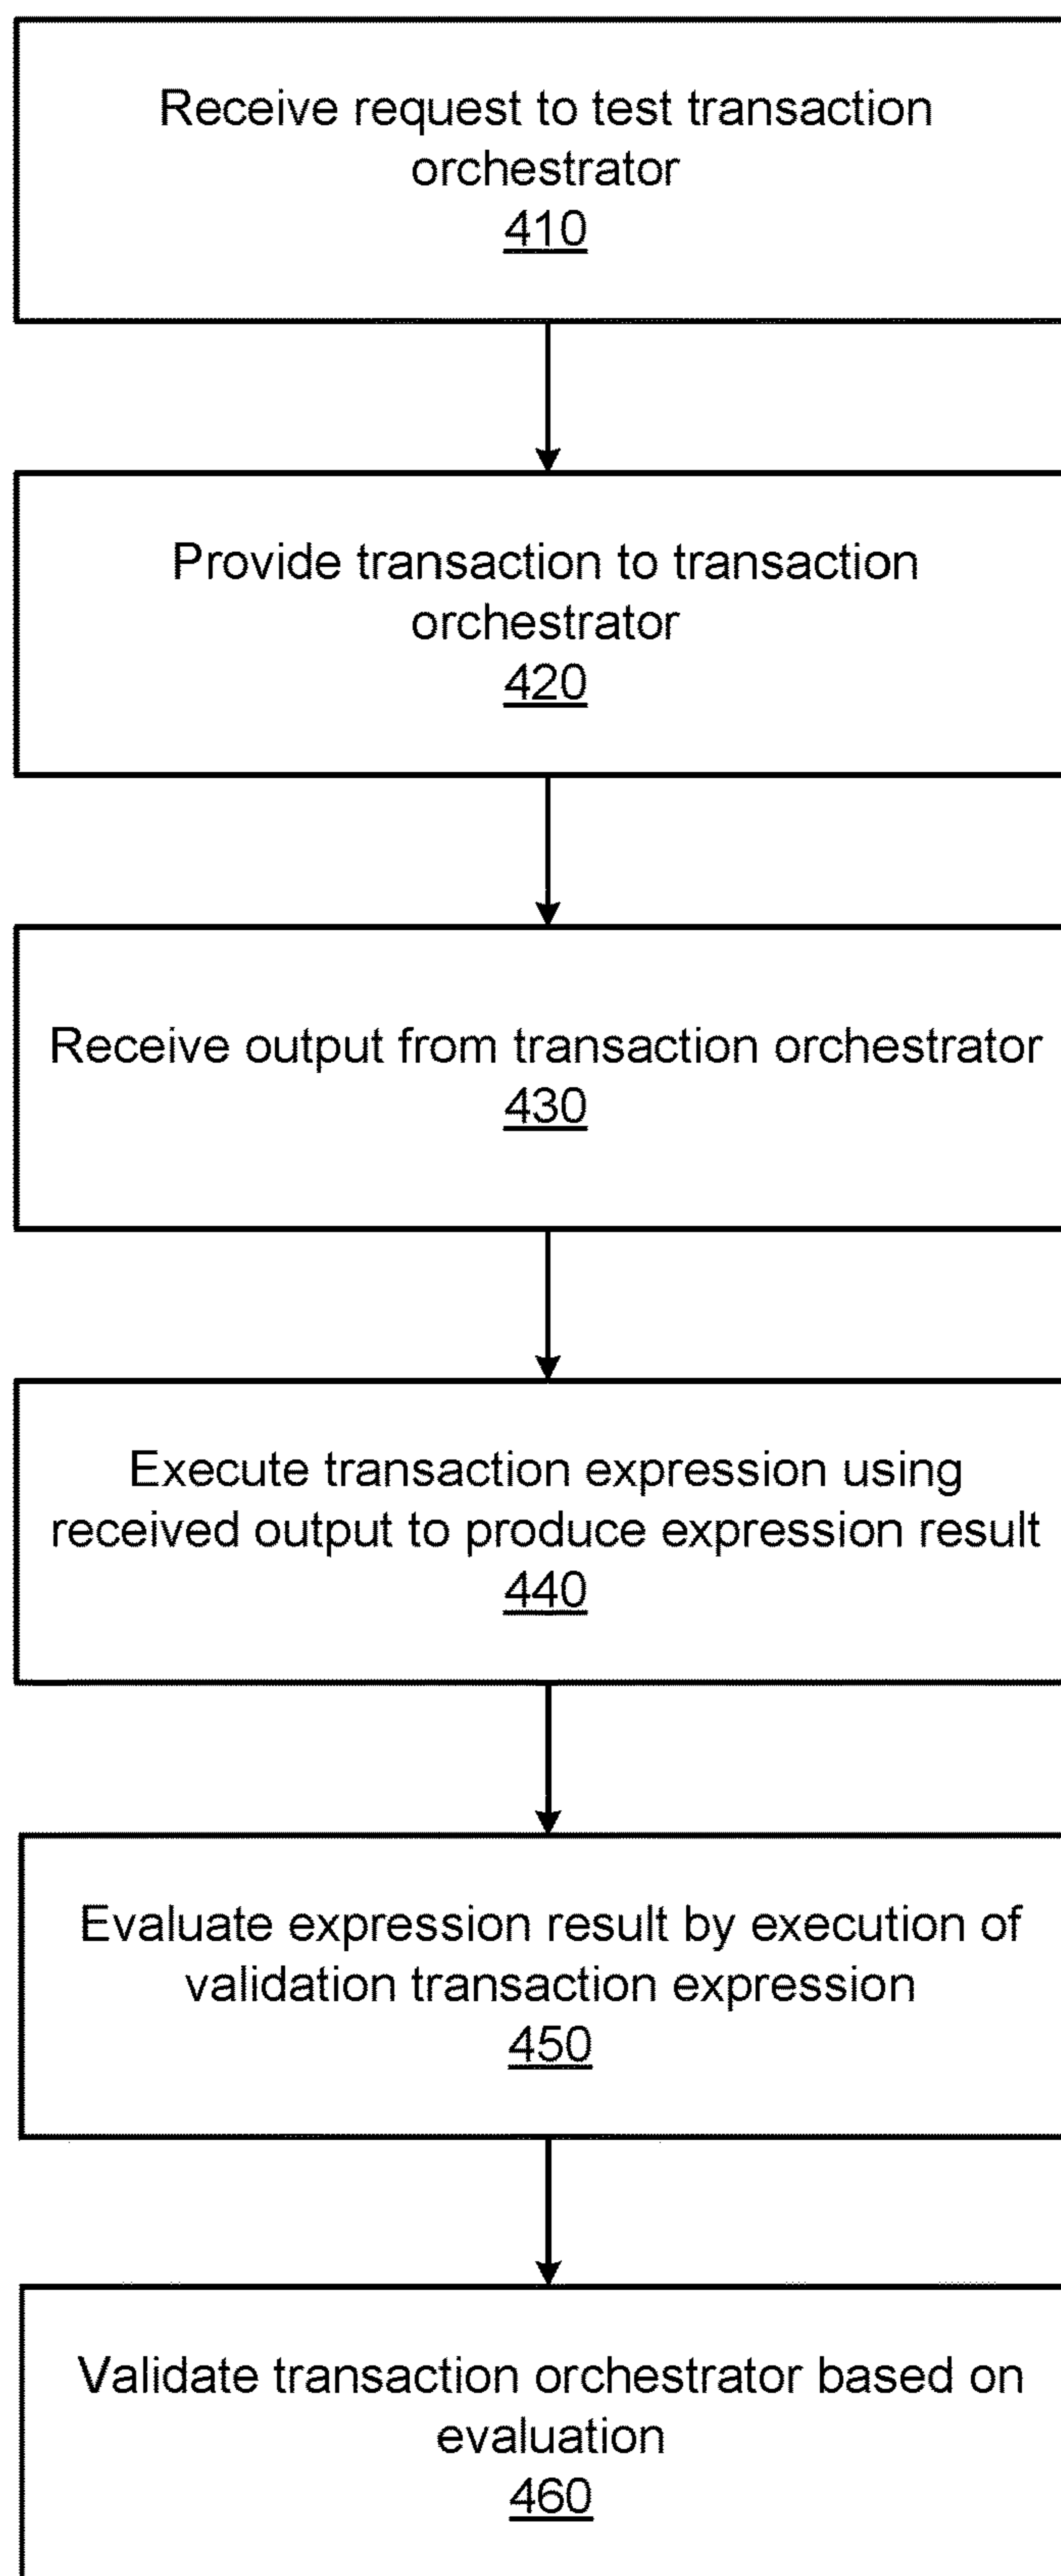 Receive request to test transaction
orchestrator
410
Provide transaction to transaction
orchestrator
420
Receive output from transaction orchestrator
430
Execute transaction expression using
received output to produce expression result
440
Evaluate expression result by execution of
validation transaction expression
450
Validate transaction orchestrator based on
evaluation
460